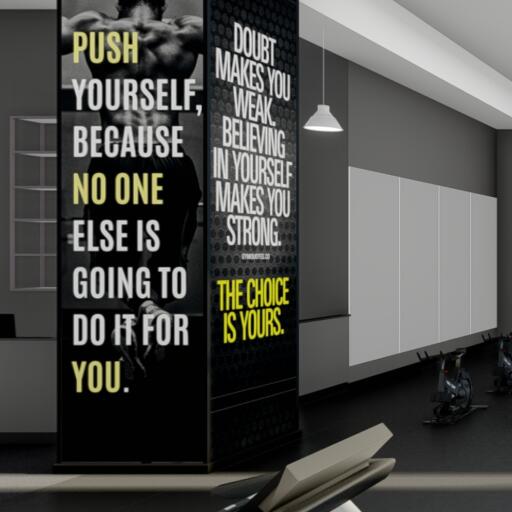 PUSH
YOURSELF,
BECAUSE
NO ONE
ELSE IS
GOING TO
DO IT FOR
YOU.
DOUBT
MAKES YOU
WEAK.
BELIEVING
IN YOURSELF
MAKES YOU
STRONG.
THE CHOICE
IS YOURS.